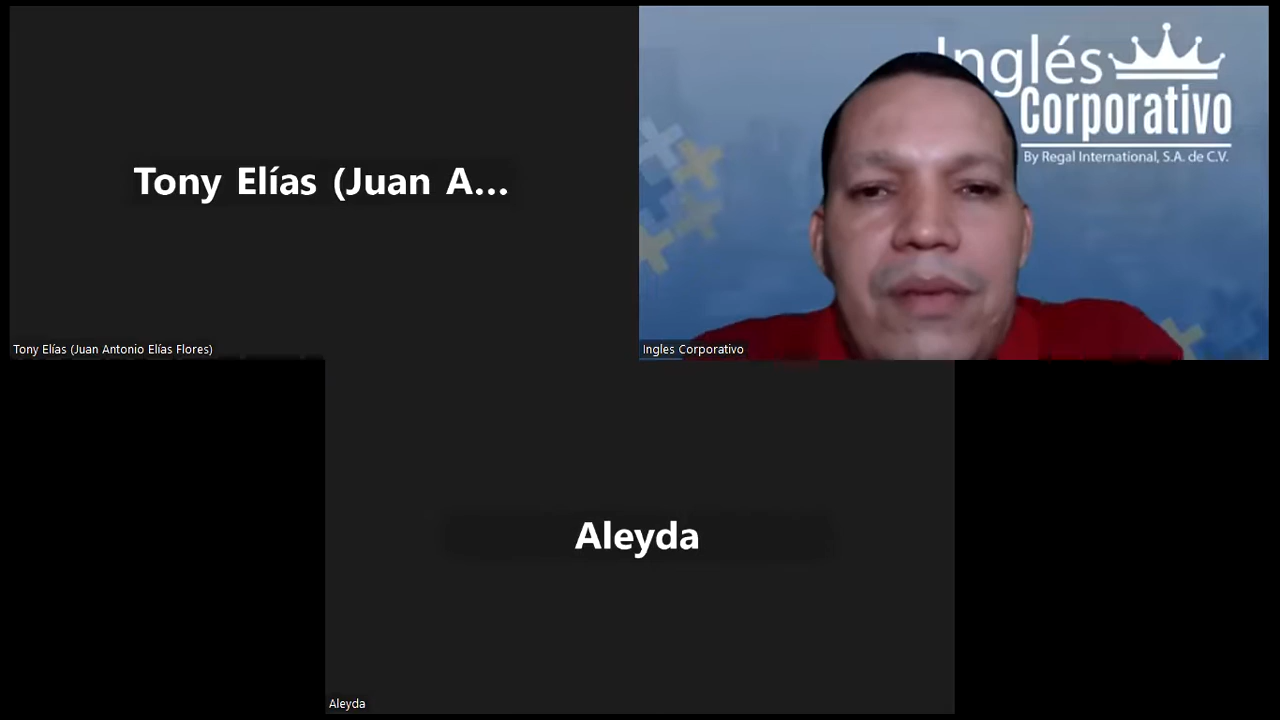 Tony Elías (Juan A...
Inglés
Corporativo
By Regal International, S.A. de C.V.
Tony Elías (Juan Antonio Elías Flores)
Ingles Corporativo
Aleyda
Aleyda